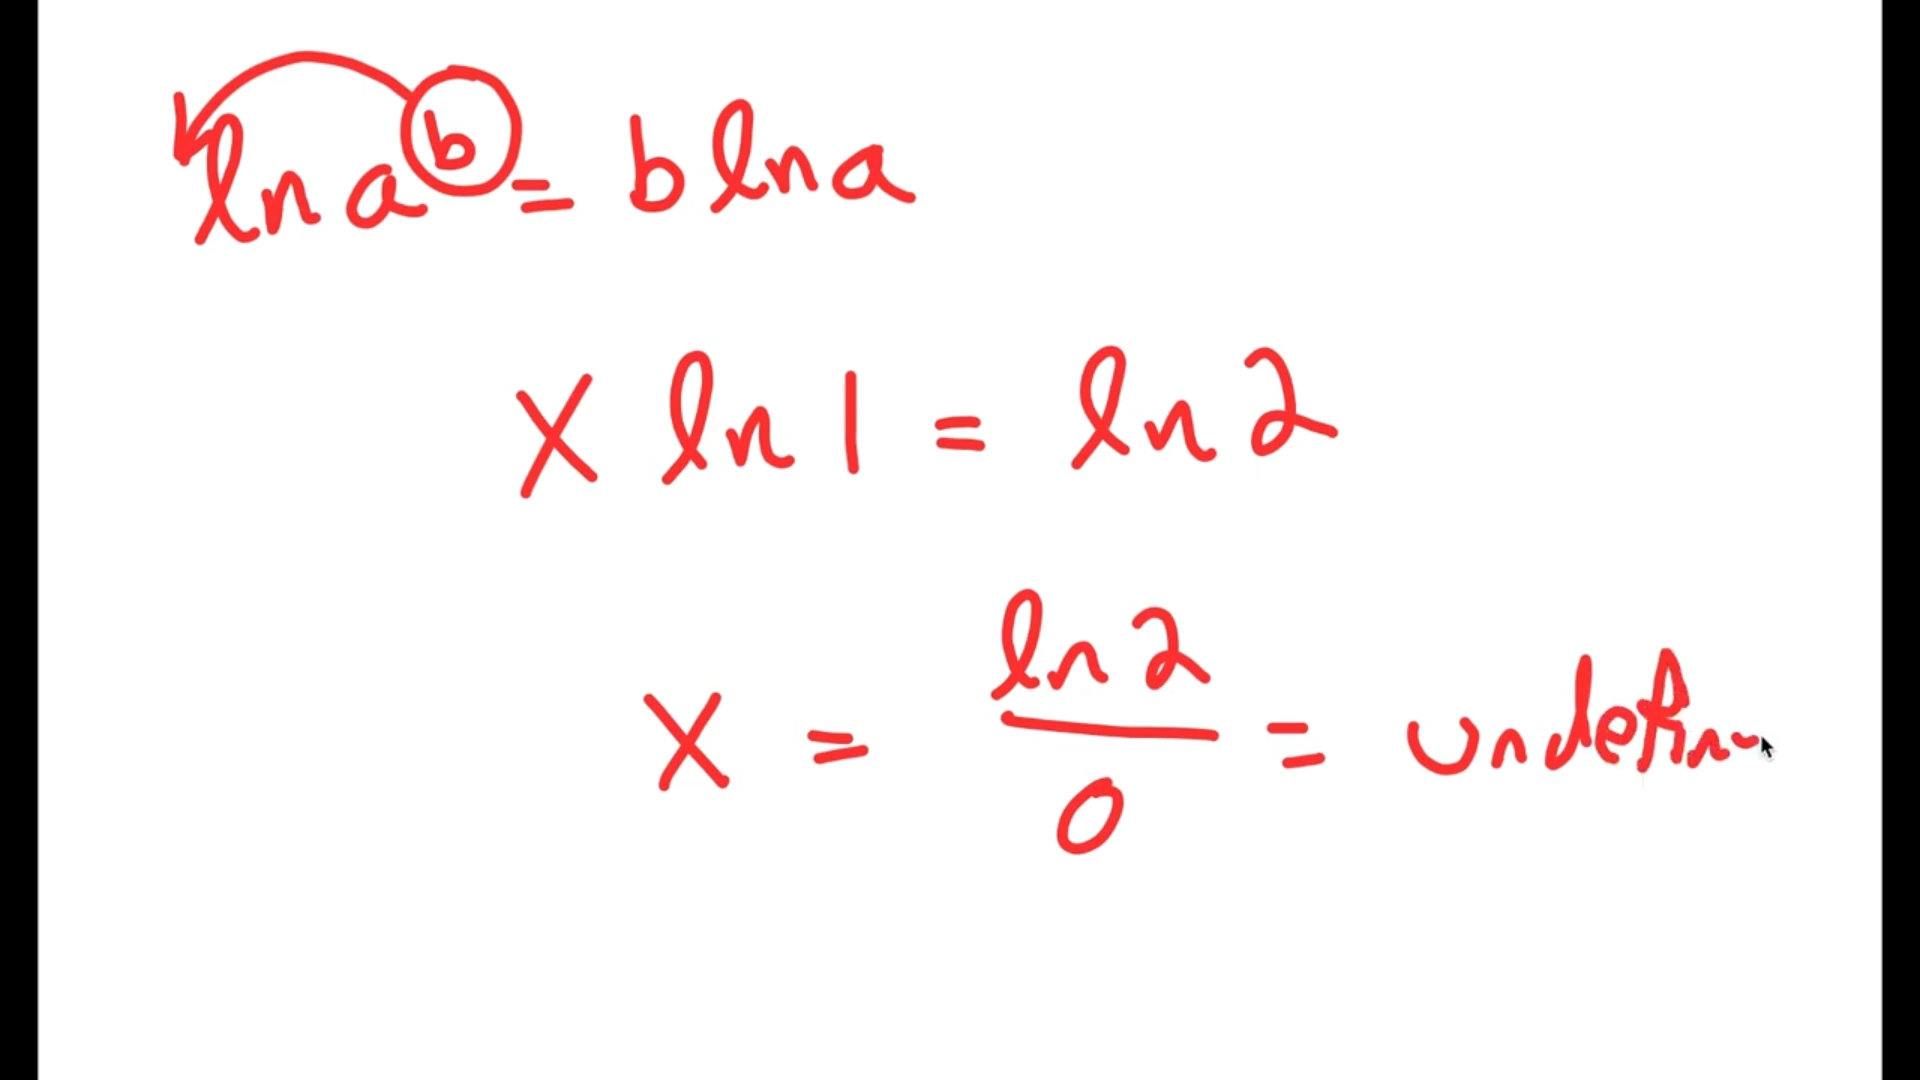 ln a^b = b ln a
x ln 1 = ln 2
x = ln 2 / 0 = undefin